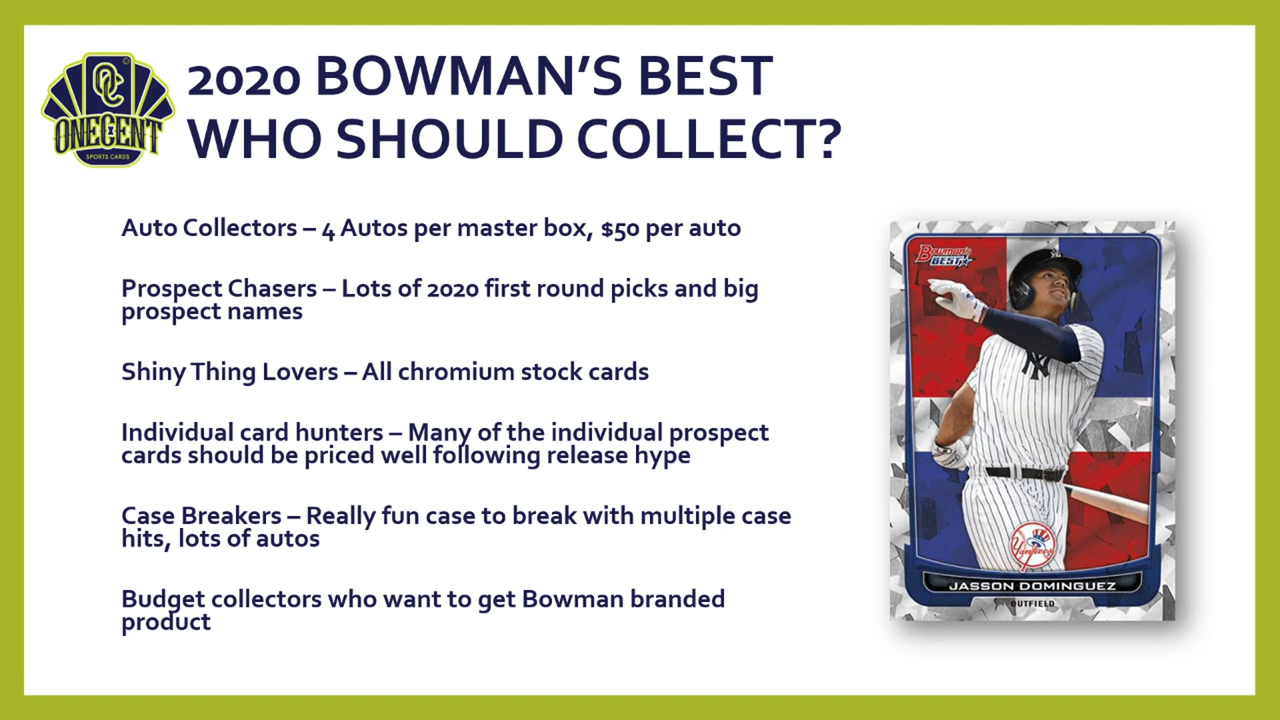 OC
ONECENT
SPORTS CARDS
2020 BOWMAN’S BEST
WHO SHOULD COLLECT?
Auto Collectors – 4 Autos per master box, $50 per auto
Prospect Chasers – Lots of 2020 first round picks and big
prospect names
Shiny Thing Lovers – All chromium stock cards
Individual card hunters – Many of the individual prospect
cards should be priced well following release hype
Case Breakers – Really fun case to break with multiple case
hits, lots of autos
Budget collectors who want to get Bowman branded
product
Bowman's
BEST
NY
Yankees
JASSON DOMINGUEZ
OUTFIELD